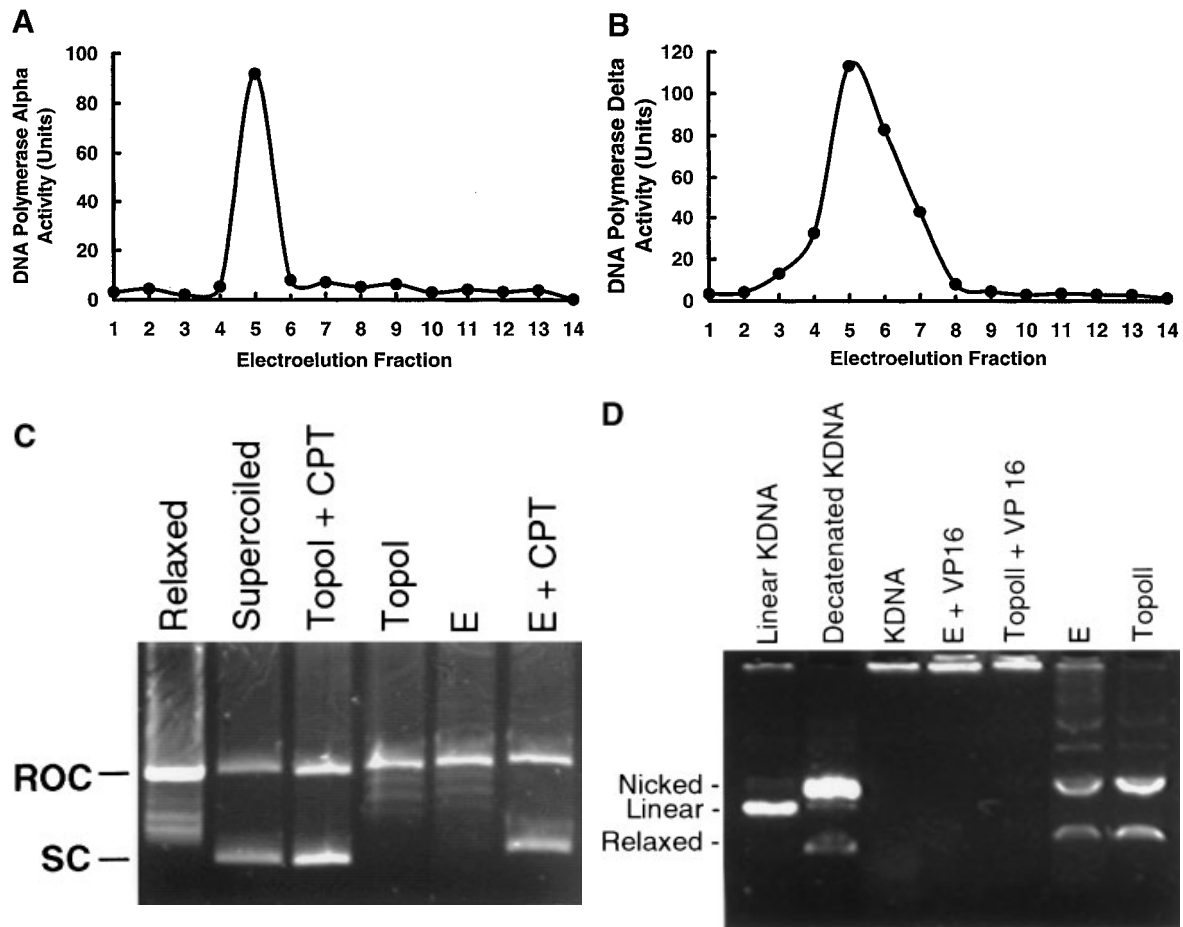 A
DNA Polymerase Alpha
Activity (Units)
100
80
60
40
20
0
1 2 3 4 5 6 7 8 9 10 11 12 13 14
Electroelution Fraction
B
DNA Polymerase Delta
Activity (Units)
120
100
80
60
40
20
0
1 2 3 4 5 6 7 8 9 10 11 12 13 14
Electroelution Fraction
C
Relaxed
Supercoiled
TopoI + CPT
TopoI
E
E + CPT
ROC
SC
D
Linear KDNA
Decatenated KDNA
KDNA
E + VP16
TopoII + VP 16
E
TopoII
Nicked -
Linear -
Relaxed -